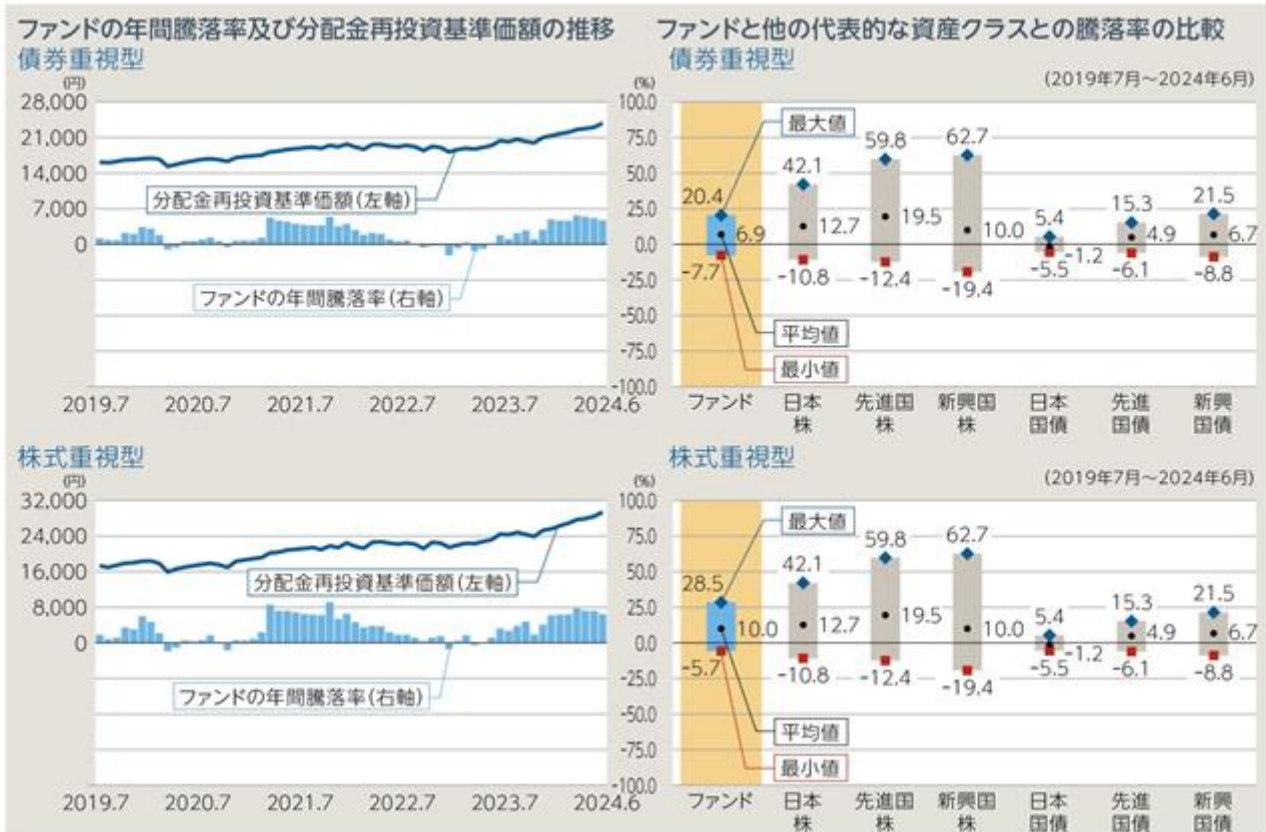 ファンドの年間騰落率及び分配金再投資基準価額の推移
債券重視型
(円)
(%)
28,000
21,000
14,000
7,000
0
100.0
75.0
50.0
25.0
0.0
-25.0
-50.0
-75.0
-100.0
分配金再投資基準価額(左軸)
ファンドの年間騰落率(右軸)
2019.7 2020.7 2021.7 2022.7 2023.7 2024.6
ファンドと他の代表的な資産クラスとの騰落率の比較
債券重視型
(2019年7月～2024年6月)
最大値
平均値
最小値
20.4 42.1 59.8 62.7 5.4 15.3 21.5
6.9 12.7 19.5 10.0 -1.2 4.9 6.7
-7.7 -10.8 -12.4 -19.4 -5.5 -6.1 -8.8
ファンド 日本 先進国 新興国 日本 先進 新興
株 株 株 国債 国債 国債
株式重視型
(円)
(%)
32,000
24,000
16,000
8,000
0
100.0
75.0
50.0
25.0
0.0
-25.0
-50.0
-75.0
-100.0
分配金再投資基準価額(左軸)
ファンドの年間騰落率(右軸)
2019.7 2020.7 2021.7 2022.7 2023.7 2024.6
株式重視型
(2019年7月～2024年6月)
最大値
平均値
最小値
28.5 42.1 59.8 62.7 5.4 15.3 21.5
10.0 12.7 19.5 10.0 -1.2 4.9 6.7
-5.7 -10.8 -12.4 -19.4 -5.5 -6.1 -8.8
ファンド 日本 先進国 新興国 日本 先進 新興
株 株 株 国債 国債 国債